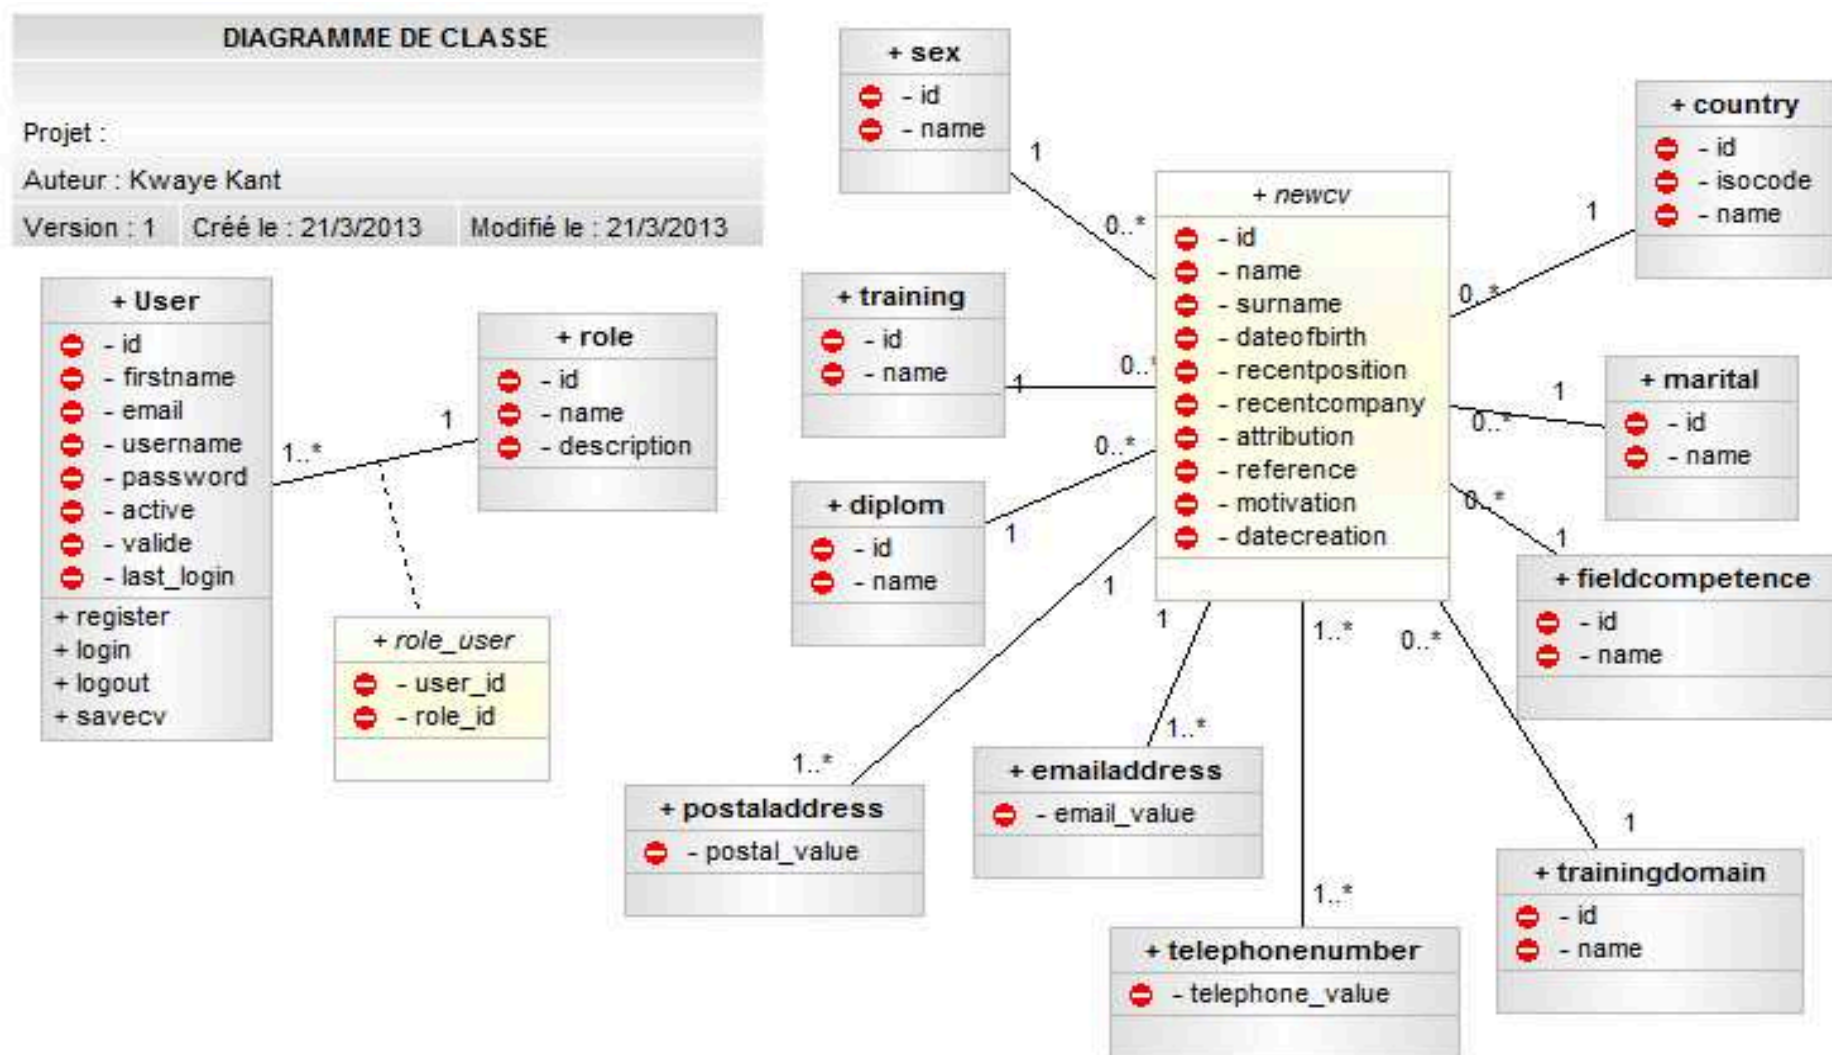 DIAGRAMME DE CLASSE
Projet :
Auteur : Kwaye Kant
Version : 1 Créé le : 21/3/2013 Modifié le : 21/3/2013
+ User
- id
- firstname
- email
- username
- password
- active
- valide
- last_login
+ register
+ login
+ logout
+ savecv
1..*
1
+ role
- id
- name
- description
+ role_user
- user_id
- role_id
+ sex
- id
- name
1
0..*
+ training
- id
- name
1
0..*
+ diplom
- id
- name
1
0..*
+ newcv
- id
- name
- surname
- dateofbirth
- recentposition
- recentcompany
- attribution
- reference
- motivation
- datecreation
+ country
- id
- isocode
- name
1
0..*
+ marital
- id
- name
1
0..*
+ fieldcompetence
- id
- name
0..*
1
1
1..*
+ postaladdress
- postal_value
1
1..*
+ emailaddress
- email_value
1..*
1..*
+ telephonenumber
- telephone_value
0..*
1
+ trainingdomain
- id
- name